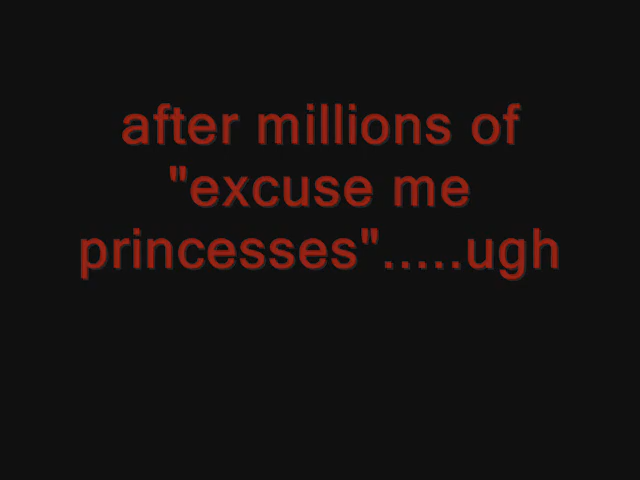 after millions of
"excuse me
princesses".....ugh